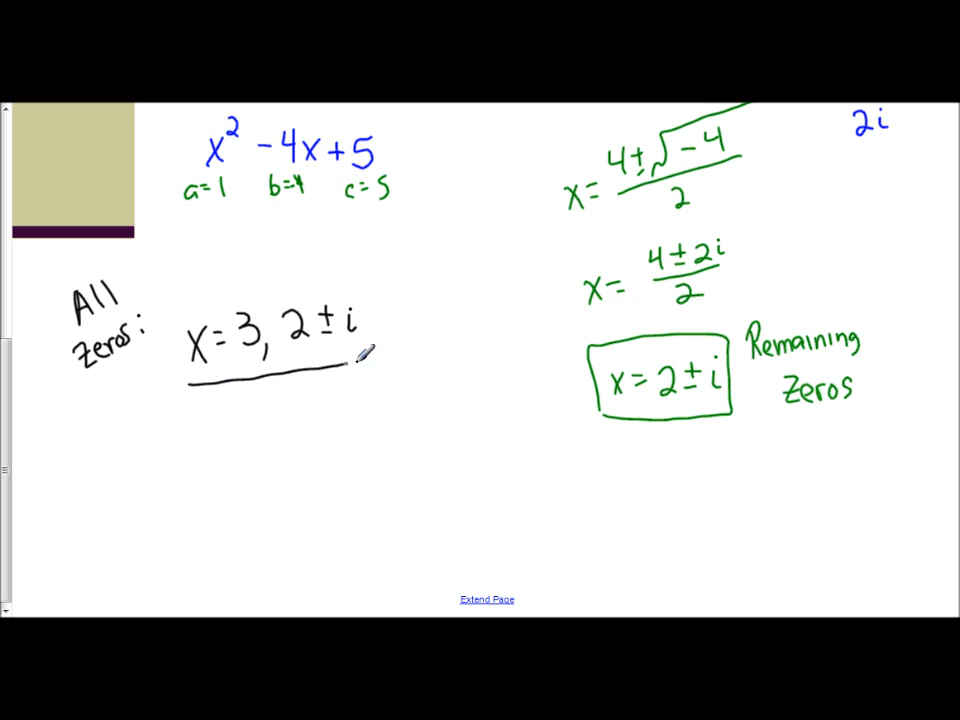 x² - 4x + 5
a=1 b=4 c=5
All
zeros:
x = 3, 2 ± i
2i
x = 4±√-4 / 2
x = 4±2i / 2
x = 2 ± i
Remaining
Zeros
Extend Page